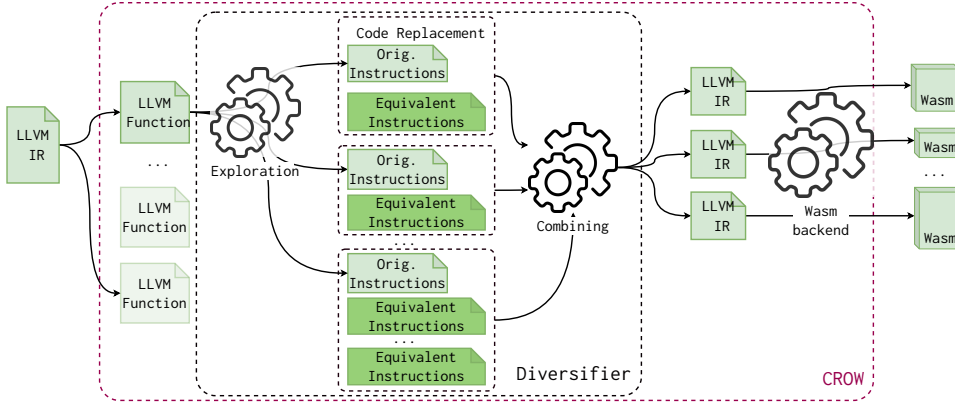 LLVM
IR
LLVM
Function
...
LLVM
Function
LLVM
Function
Exploration
Code Replacement
Orig.
Instructions
Equivalent
Instructions
Orig.
Instructions
Equivalent
Instructions
...
Orig.
Instructions
Equivalent
Instructions
...
Equivalent
Instructions
Combining
Diversifier
LLVM
IR
LLVM
IR
LLVM
IR
Wasm
backend
CROW
Wasm
Wasm
...
Wasm